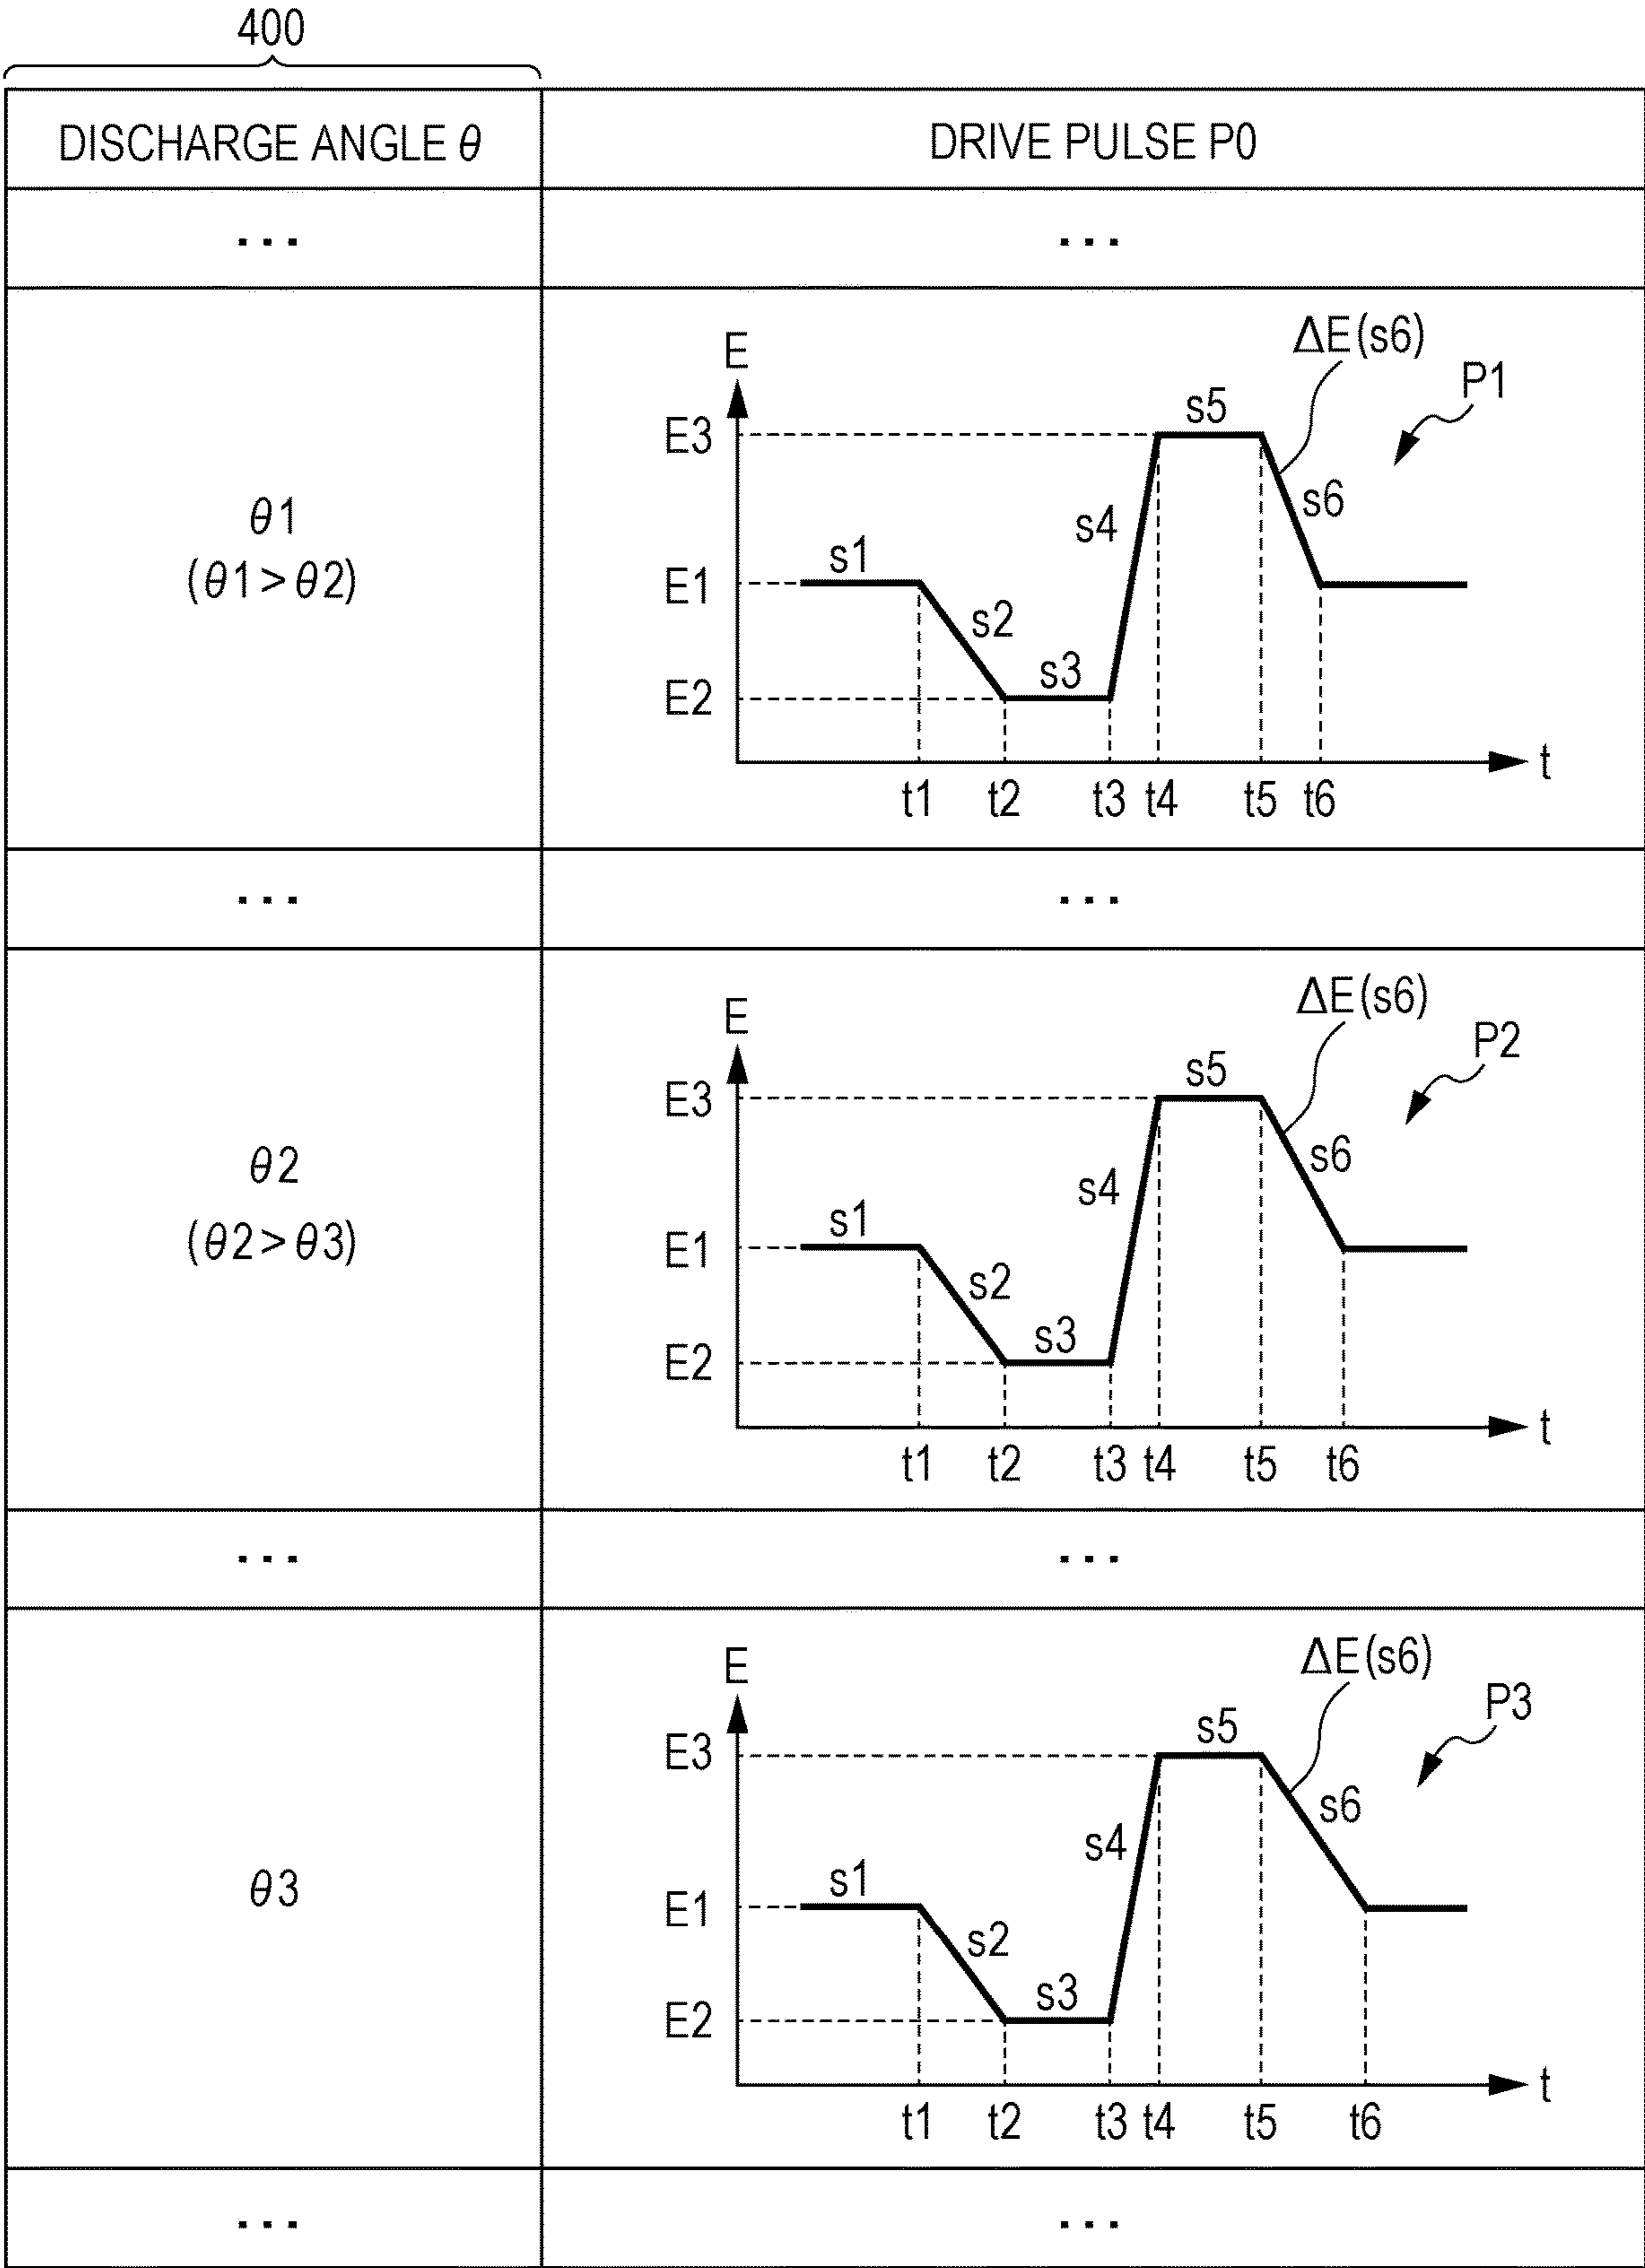 400
DISCHARGE ANGLE θ
DRIVE PULSE P0
...
...
θ1
(θ1>θ2)
E
ΔE(s6)
P1
E3
s5
s6
s4
s1
E1
s2
s3
E2
t
t1 t2 t3 t4 t5 t6
...
...
θ2
(θ2>θ3)
E
ΔE(s6)
P2
E3
s5
s6
s4
s1
E1
s2
s3
E2
t
t1 t2 t3 t4 t5 t6
...
...
θ3
E
ΔE(s6)
P3
E3
s5
s6
s4
s1
E1
s2
s3
E2
t
t1 t2 t3 t4 t5 t6
...
...